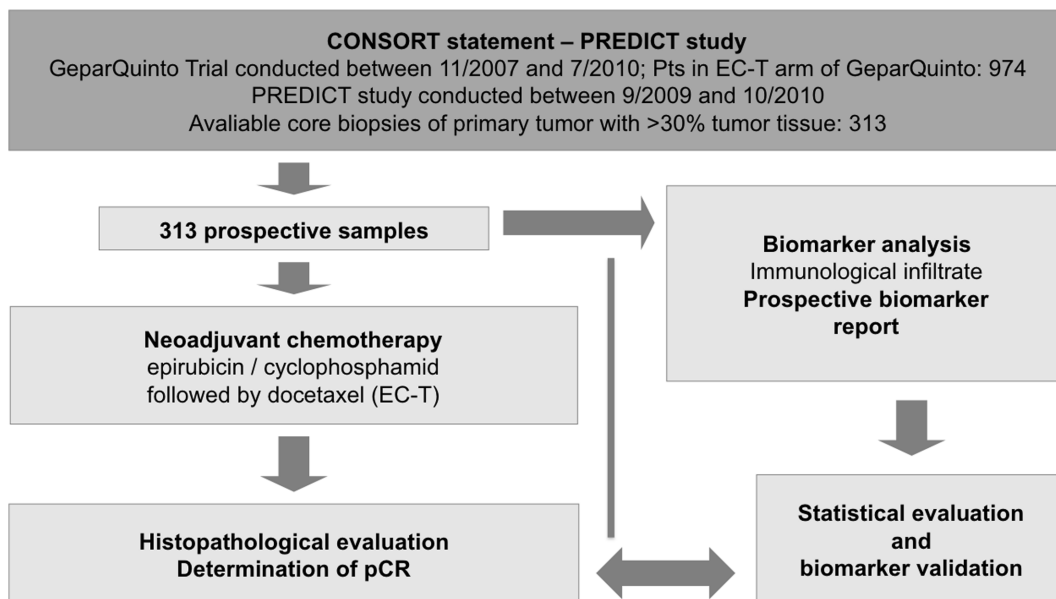 CONSORT statement – PREDICT study
GeparQuinto Trial conducted between 11/2007 and 7/2010; Pts in EC-T arm of GeparQuinto: 974
PREDICT study conducted between 9/2009 and 10/2010
Avaliable core biopsies of primary tumor with >30% tumor tissue: 313
313 prospective samples
Biomarker analysis
Immunological infiltrate
Prospective biomarker
report
Neoadjuvant chemotherapy
epirubicin / cyclophosphamid
followed by docetaxel (EC-T)
Histopathological evaluation
Determination of pCR
Statistical evaluation
and
biomarker validation